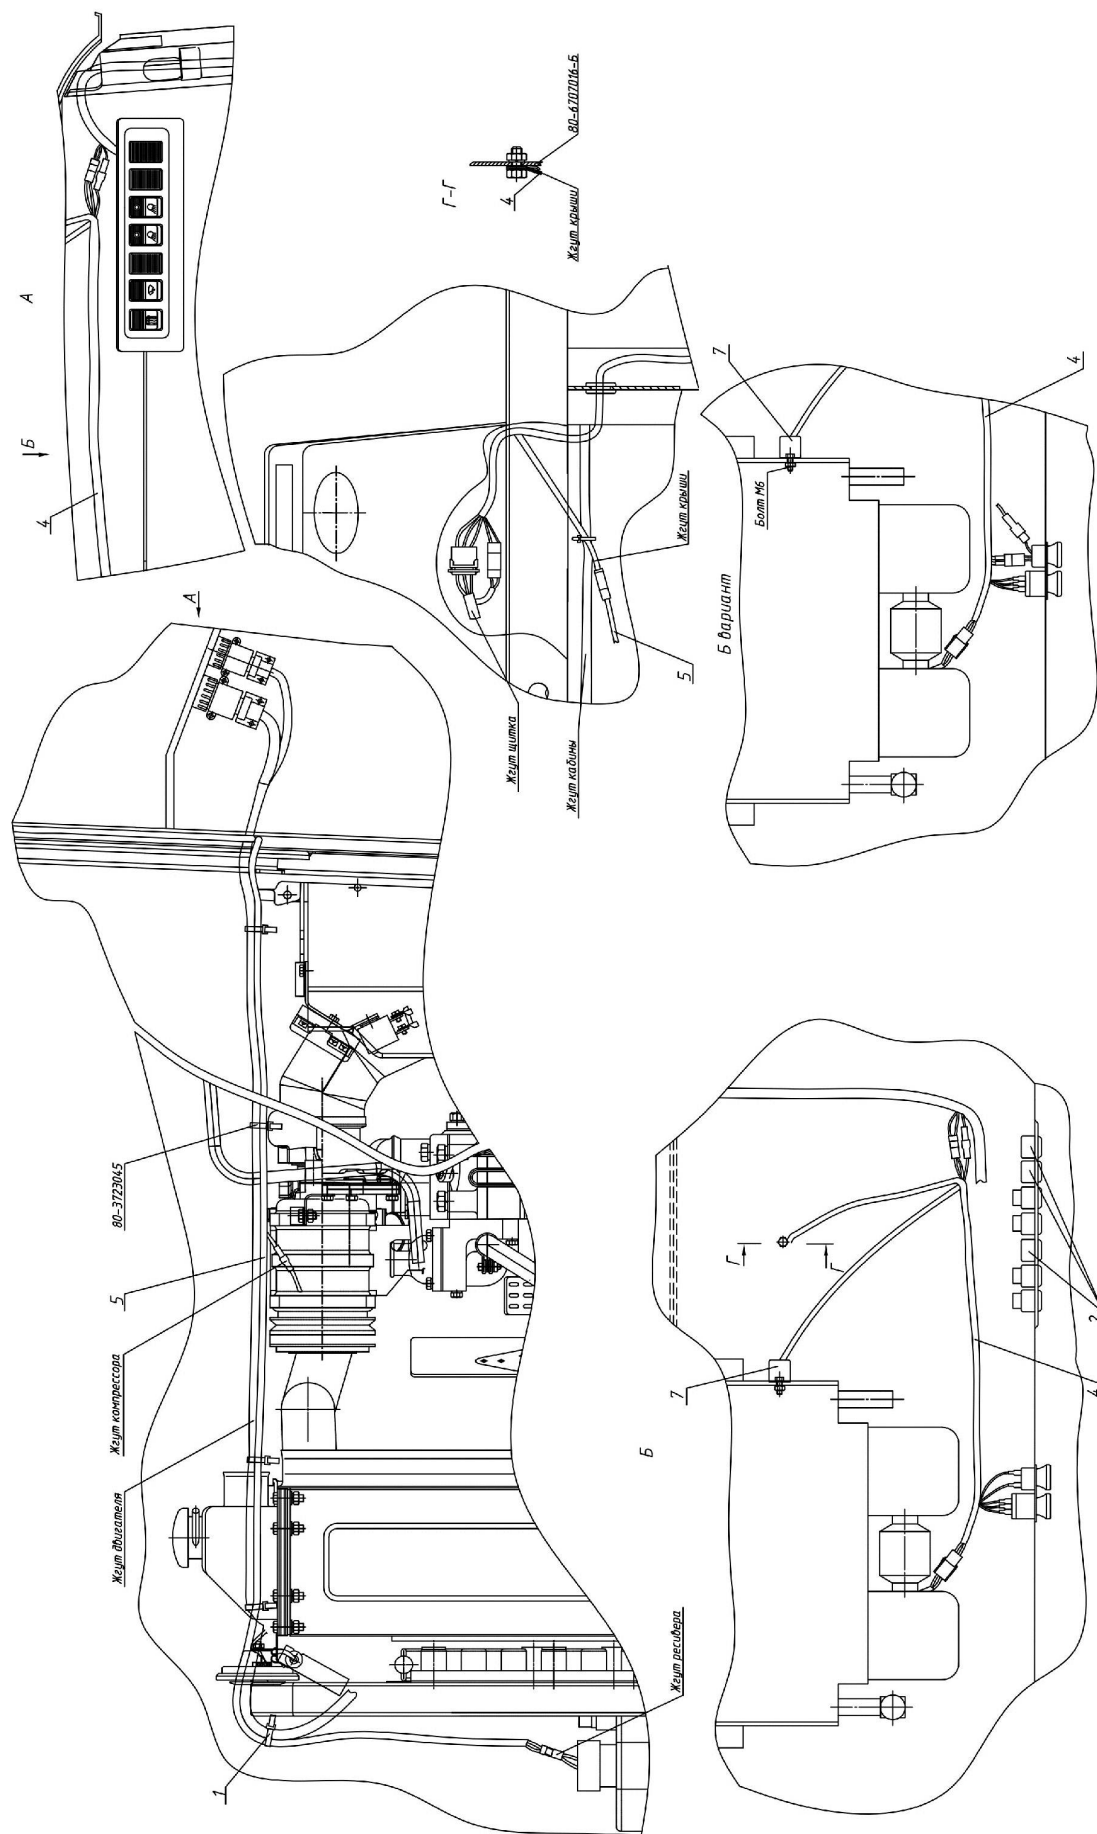 А
Б
4
Г-Г
4
80-6707016-Б
Жгут крыши
А
Жгут щитка
Жгут кабины
5
Жгут крыши
Б вариант
7
Болт М6
4
Жгут двигателя
Жгут компрессора
5
80-3723045
1
Жгут ресивера
Б
7
Г
Г
2
4